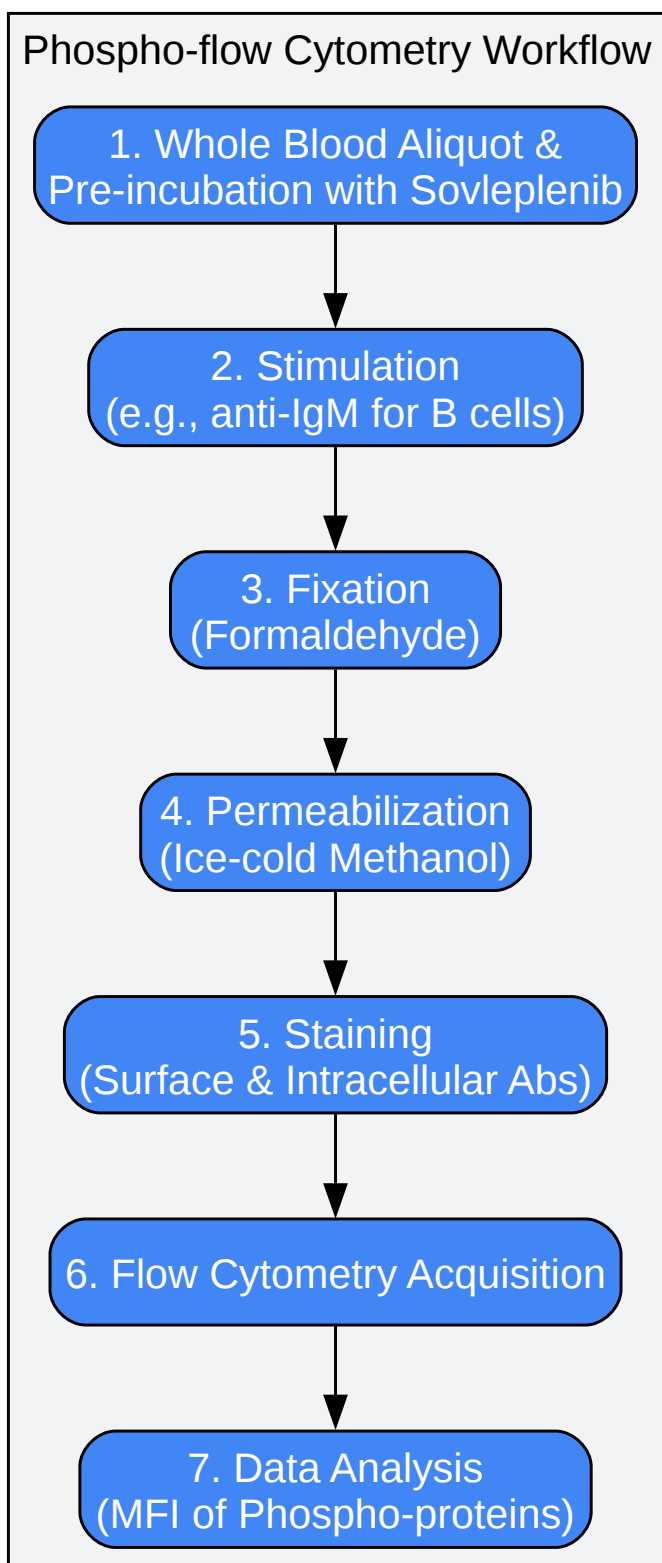 Phospho-flow Cytometry Workflow
1. Whole Blood Aliquot &
Pre-incubation with Sovleplenib
2. Stimulation
(e.g., anti-IgM for B cells)
3. Fixation
(Formaldehyde)
4. Permeabilization
(Ice-cold Methanol)
5. Staining
(Surface & Intracellular Abs)
6. Flow Cytometry Acquisition
7. Data Analysis
(MFI of Phospho-proteins)